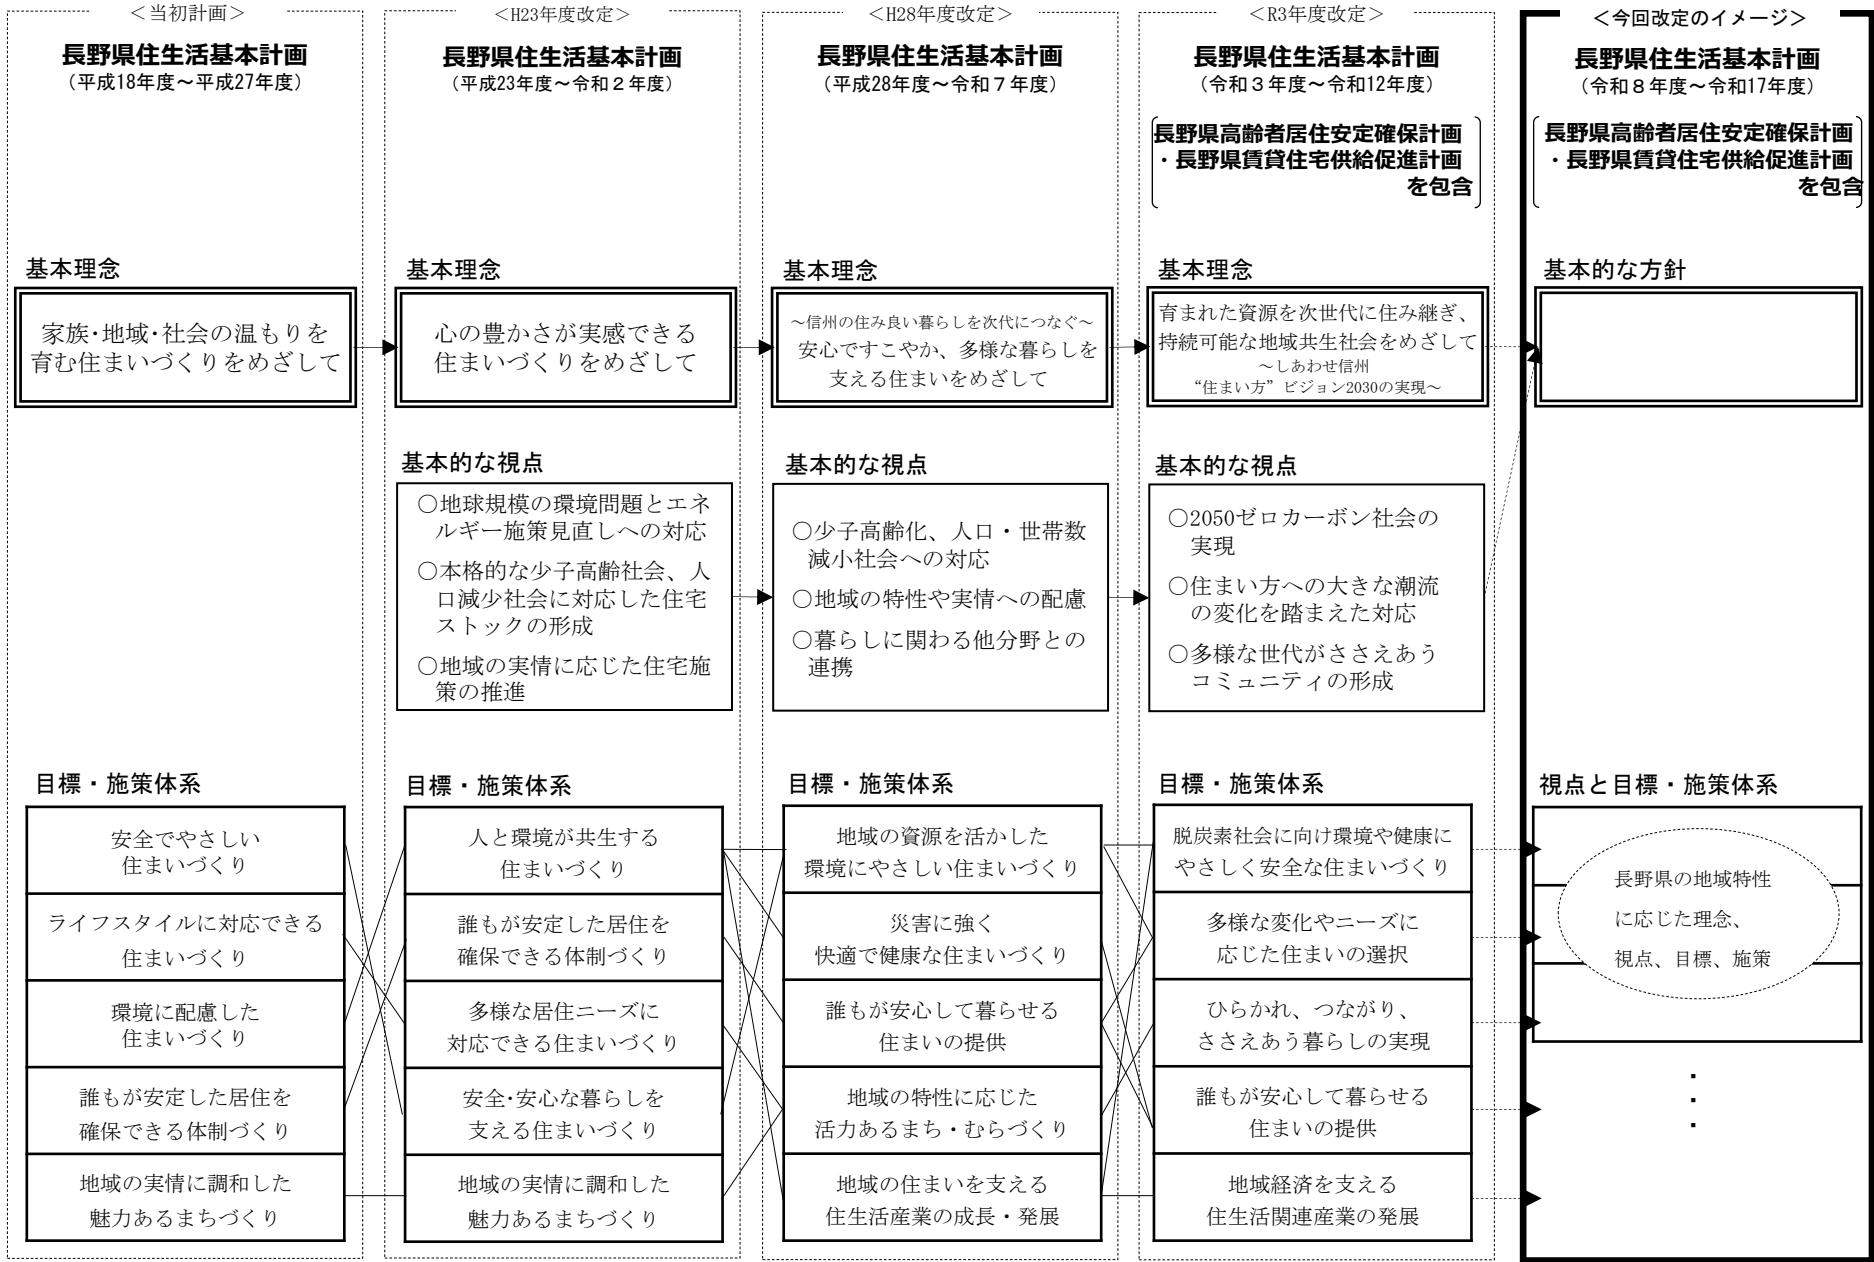 ＜当初計画＞
長野県住生活基本計画
（平成18年度～平成27年度）
基本理念
家族・地域・社会の温もりを
育む住まいづくりをめざして
目標・施策体系
安全でやさしい
住まいづくり
ライフスタイルに対応できる
住まいづくり
環境に配慮した
住まいづくり
誰もが安定した居住を
確保できる体制づくり
地域の実情に調和した
魅力あるまちづくり
＜H23年度改定＞
長野県住生活基本計画
（平成23年度～令和２年度）
基本理念
心の豊かさが実感できる
住まいづくりをめざして
基本的な視点
○地球規模の環境問題とエネ
ルギー施策見直しへの対応
○本格的な少子高齢社会、人
口減少社会に対応した住宅
ストックの形成
○地域の実情に応じた住宅施
策の推進
目標・施策体系
人と環境が共生する
住まいづくり
誰もが安定した居住を
確保できる体制づくり
多様な居住ニーズに
対応できる住まいづくり
安全・安心な暮らしを
支える住まいづくり
地域の実情に調和した
魅力あるまちづくり
＜H28年度改定＞
長野県住生活基本計画
（平成28年度～令和７年度）
基本理念
～信州の住み良い暮らしを次代につなぐ～
安心ですこやか、多様な暮らしを
支える住まいをめざして
基本的な視点
○少子高齢化、人口・世帯数
減小社会への対応
○地域の特性や実情への配慮
○暮らしに関わる他分野との
連携
目標・施策体系
地域の資源を活かした
環境にやさしい住まいづくり
災害に強く
快適で健康な住まいづくり
誰もが安心して暮らせる
住まいの提供
地域の特性に応じた
活力あるまち・むらづくり
地域の住まいを支える
住生活産業の成長・発展
＜R3年度改定＞
長野県住生活基本計画
（令和３年度～令和12年度）
長野県高齢者居住安定確保計画
・長野県賃貸住宅供給促進計画
を包含
基本理念
育まれた資源を次世代に住み継ぎ、
持続可能な地域共生社会をめざして
～しあわせ信州
“住まい方”ビジョン2030の実現～
基本的な視点
○2050ゼロカーボン社会の
実現
○住まい方への大きな潮流
の変化を踏まえた対応
○多様な世代がささえあう
コミュニティの形成
目標・施策体系
脱炭素社会に向け環境や健康に
やさしく安全な住まいづくり
多様な変化やニーズに
応じた住まいの選択
ひらかれ、つながり、
ささえあう暮らしの実現
誰もが安心して暮らせる
住まいの提供
地域経済を支える
住生活関連産業の発展
＜今回改定のイメージ＞
長野県住生活基本計画
（令和８年度～令和17年度）
長野県高齢者居住安定確保計画
・長野県賃貸住宅供給促進計画
を包含
基本的な方針
視点と目標・施策体系
長野県の地域特性
に応じた理念、
視点、目標、施策
・
・
・